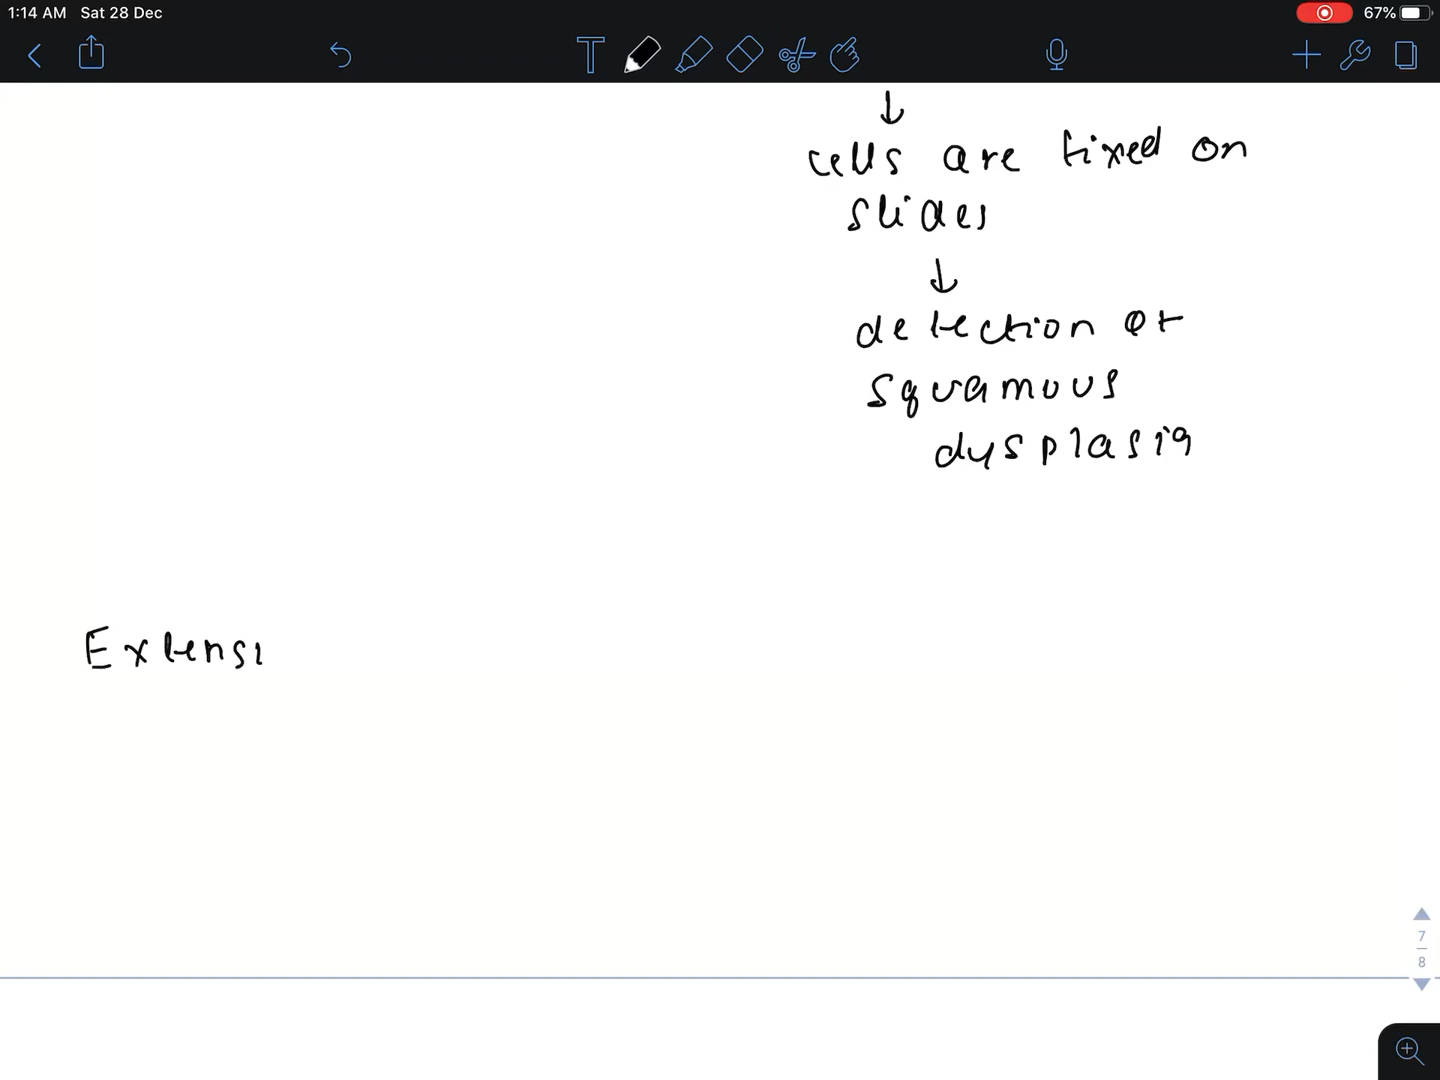 1:14 AM Sat 28 Dec
67%
T
cells are fixed on
slides
detection of
squamous
dysplasia
Extensi
7
8